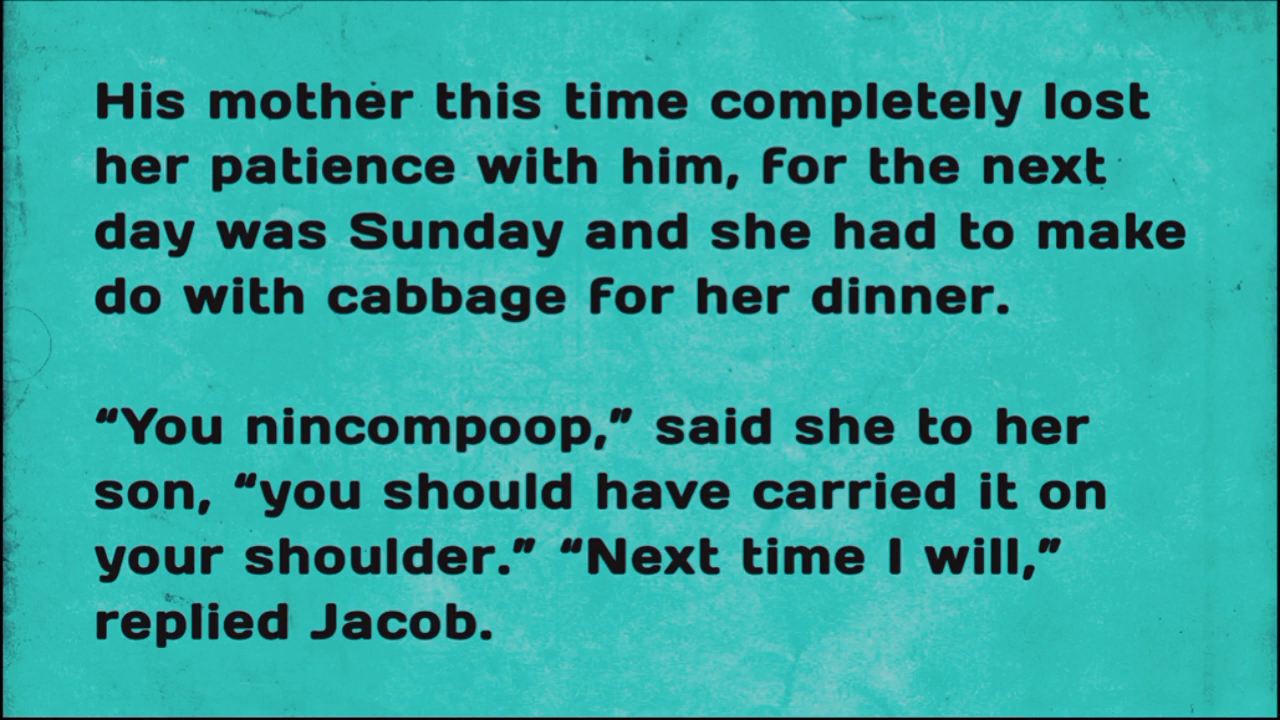 His mother this time completely lost
her patience with him, for the next
day was Sunday and she had to make
do with cabbage for her dinner.
“You nincompoop,” said she to her
son, “you should have carried it on
your shoulder.” “Next time I will,”
replied Jacob.